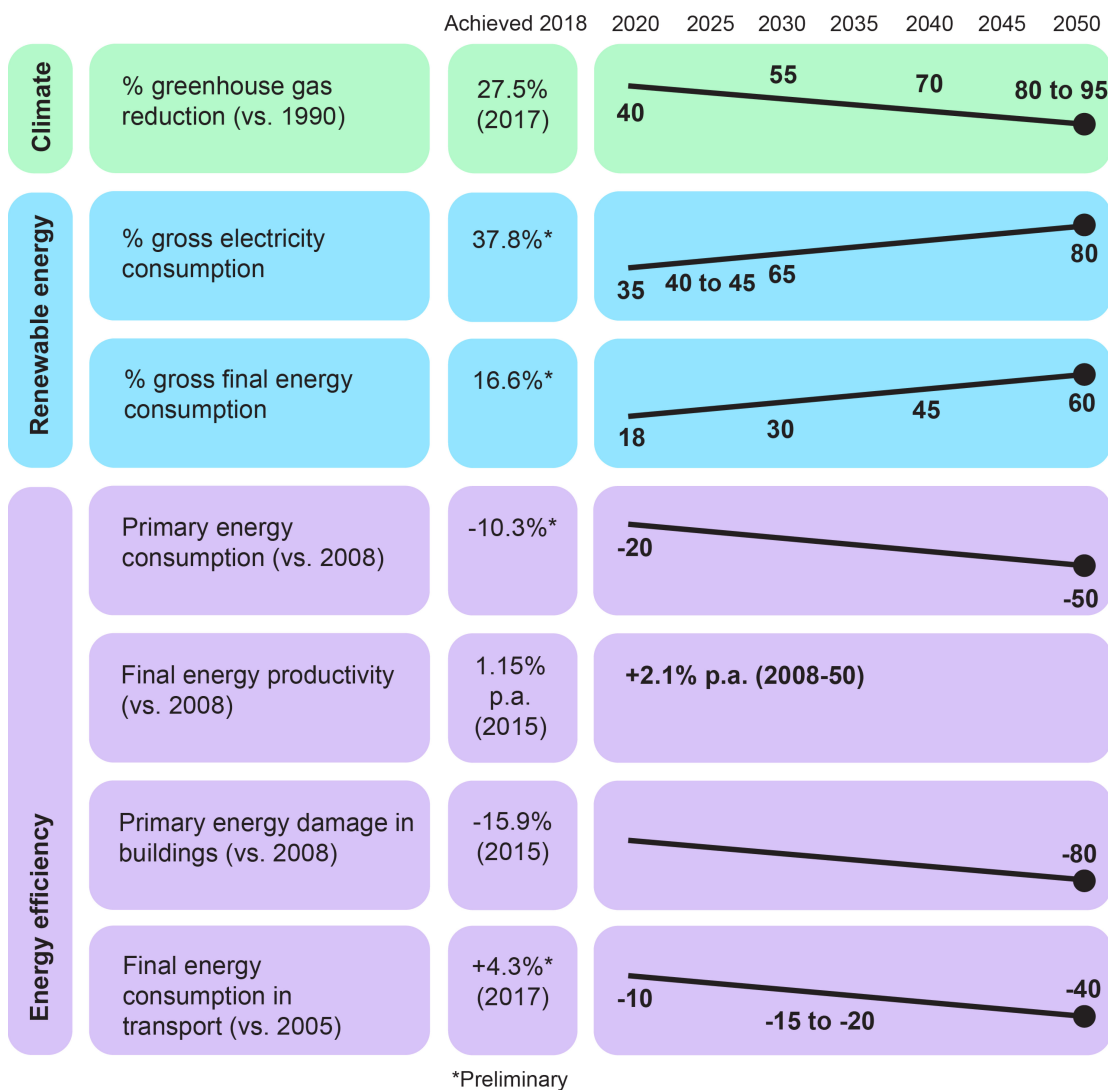 Achieved 2018 2020 2025 2030 2035 2040 2045 2050
Climate
% greenhouse gas
reduction (vs. 1990)
27.5%
(2017)
40
55
70
80 to 95
Renewable energy
% gross electricity
consumption
37.8%*
35
40 to 45
65
80
% gross final energy
consumption
16.6%*
18
30
45
60
Energy efficiency
Primary energy
consumption (vs. 2008)
-10.3%*
-20
-50
Final energy productivity
(vs. 2008)
1.15%
p.a.
(2015)
+2.1% p.a. (2008-50)
Primary energy damage in
buildings (vs. 2008)
-15.9%
(2015)
-80
Final energy
consumption in
transport (vs. 2005)
+4.3%*
(2017)
-10
-15 to -20
-40
*Preliminary